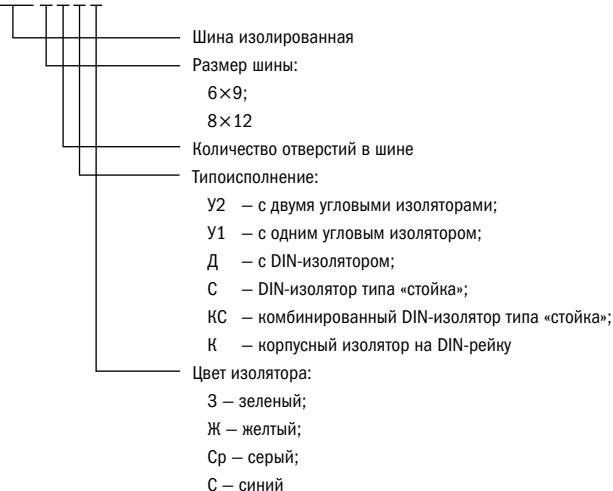 Шина изолированная
Размер шины:
6×9;
8×12
Количество отверстий в шине
Типоисполнение:
У2 – с двумя угловыми изоляторами;
У1 – с одним угловым изолятором;
Д – с DIN-изолятором;
С – DIN-изолятор типа «стойка»;
КС – комбинированный DIN-изолятор типа «стойка»;
К – корпусный изолятор на DIN-рейку
Цвет изолятора:
З – зеленый;
Ж – желтый;
Ср – серый;
С – синий